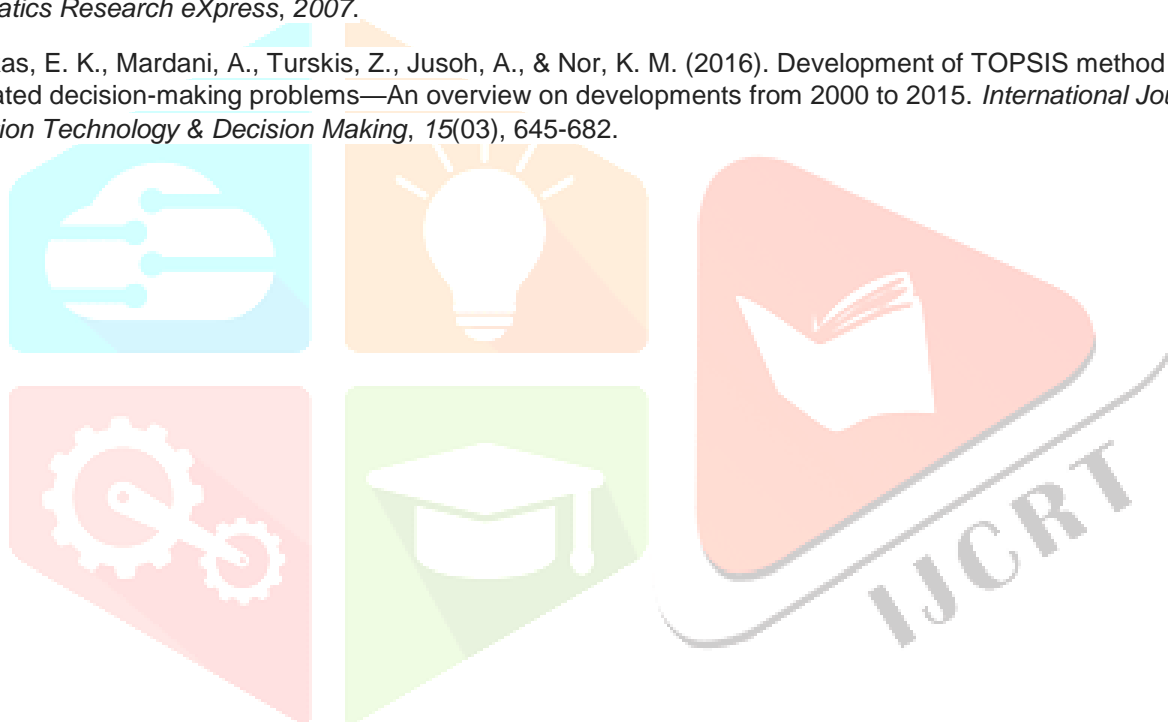 atics Research eXpress, 2007.
as, E. K., Mardani, A., Turskis, Z., Jusoh, A., & Nor, K. M. (2016). Development of TOPSIS method
ated decision-making problems—An overview on developments from 2000 to 2015. International Jou
ion Technology & Decision Making, 15(03), 645-682.
IJCRT